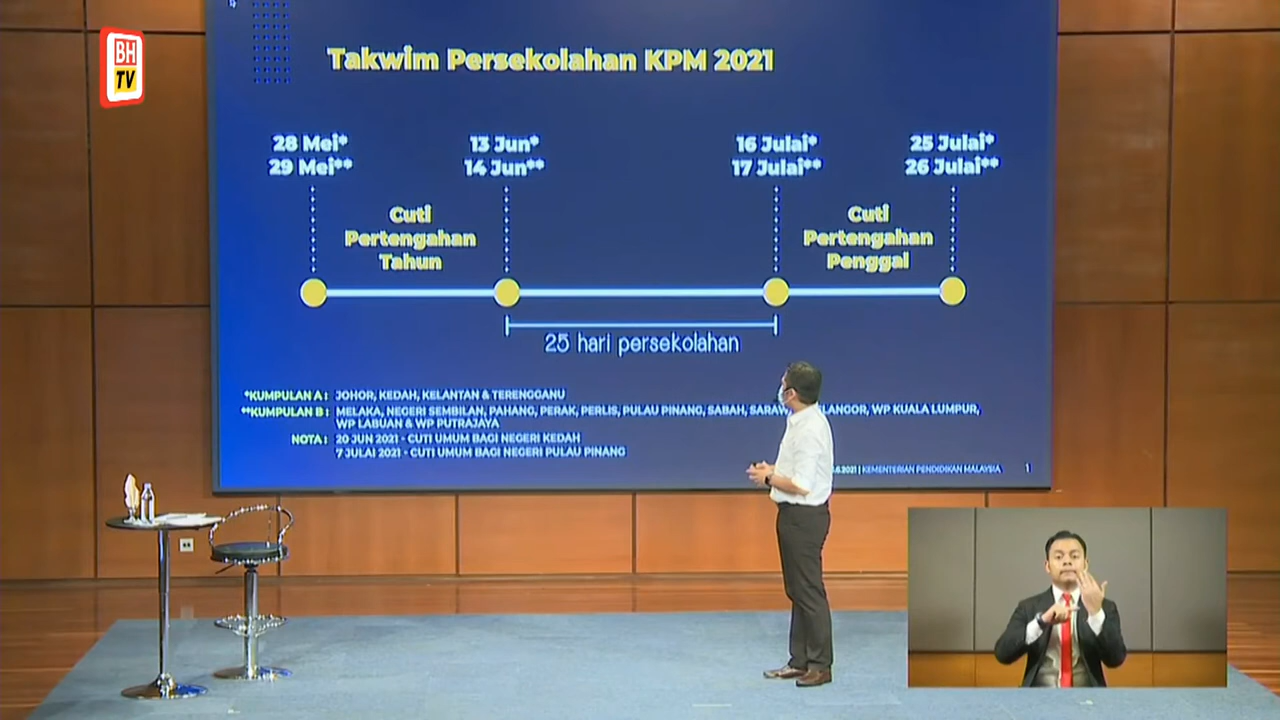 BH
TV
Takwim Persekolahan KPM 2021
28 Mei*
29 Mei**
13 Jun*
14 Jun**
16 Julai*
17 Julai**
25 Julai*
26 Julai**
Cuti
Pertengahan
Tahun
Cuti
Pertengahan
Penggal
25 hari persekolahan
*KUMPULAN A : JOHOR, KEDAH, KELANTAN & TERENGGANU
**KUMPULAN B : MELAKA, NEGERI SEMBILAN, PAHANG, PERAK, PERLIS, PULAU PINANG, SABAH, WP KUALA LUMPUR,
WP LABUAN & WP PUTRAJAYA
NOTA : 20 JUN 2021 - CUTI UMUM BAGI NEGERI KEDAH
7 JULAI 2021 - CUTI UMUM BAGI NEGERI PULAU PINANG
2021 | KEMENTERIAN PENDIDIKAN MALAYSIA 1